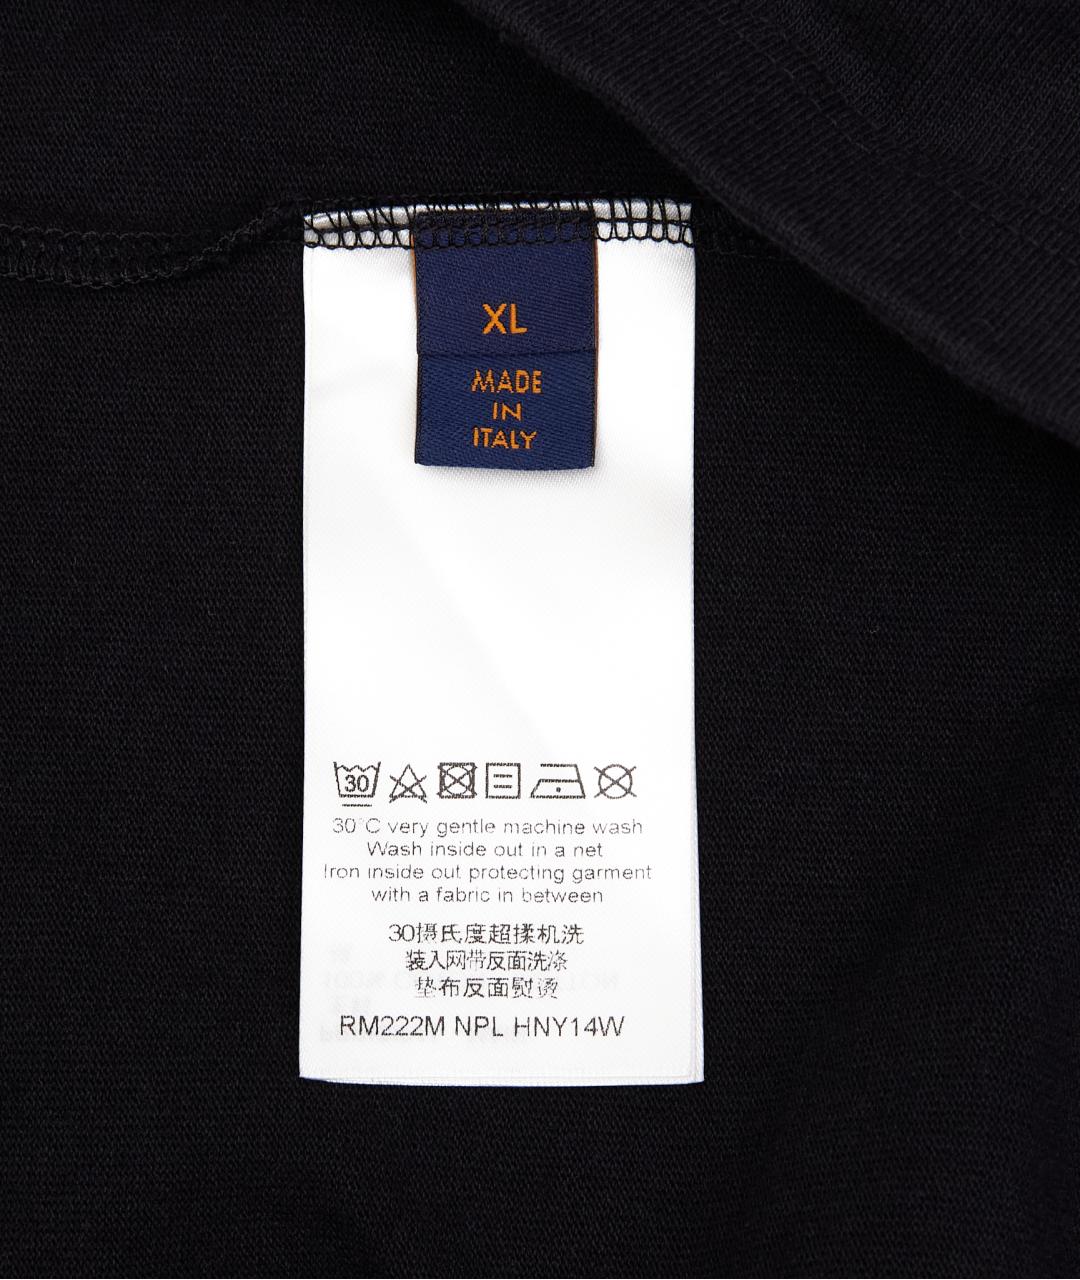 XL
MADE
IN
ITALY
30
30°C very gentle machine wash
Wash inside out in a net
Iron inside out protecting garment
with a fabric in between
30摄氏度超揉机洗
装入网带反面洗涤
垫布反面熨烫
RM222M NPL HNY14W